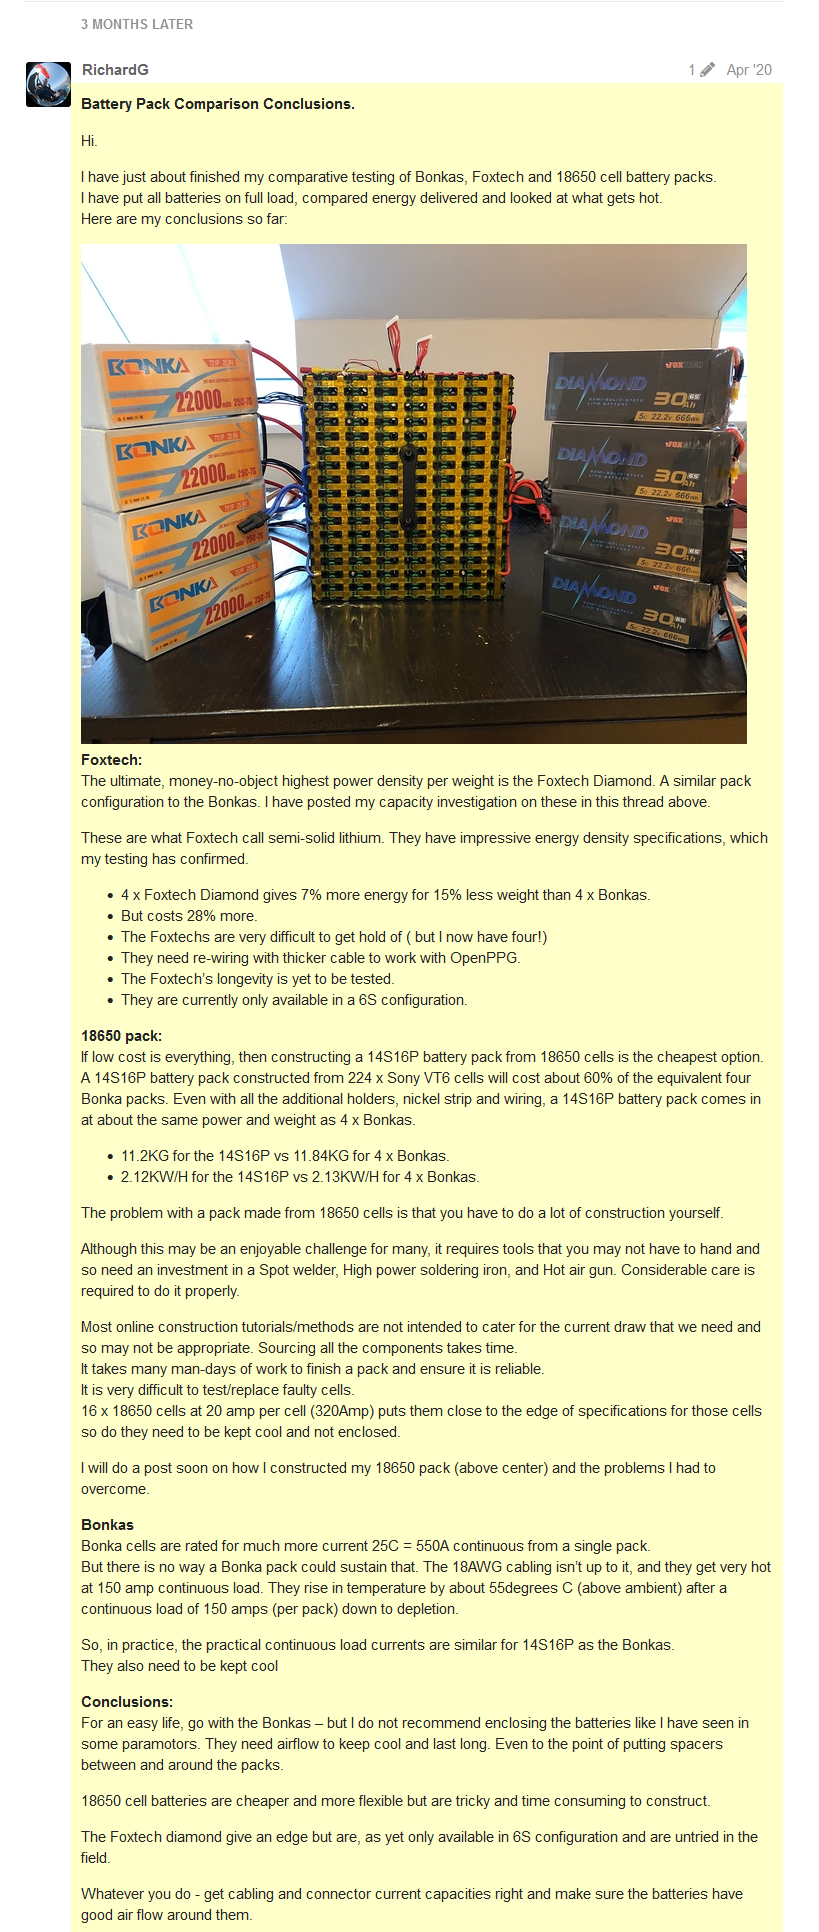 3 MONTHS LATER
RichardG
1
Apr '20
Battery Pack Comparison Conclusions.
Hi.
I have just about finished my comparative testing of Bonkas, Foxtech and 18650 cell battery packs.
I have put all batteries on full load, compared energy delivered and looked at what gets hot.
Here are my conclusions so far:
BONKA
22000mAh 25C-7S
BONKA
22000mAh 25C-7S
BONKA
22000mAh 25C-7S
BONKA
22000mAh 25C-7S
DIAMOND
SEMI-SOLID-STATE
LIPO BATTERY
30Ah 6S
5c 22.2v 666wh
DIAMOND
30Ah 6S
5c 22.2v 666wh
DIAMOND
30Ah 6S
5c 22.2v 666wh
DIAMOND
30Ah 6S
5c 22.2v 666wh
Foxtech:
The ultimate, money-no-object highest power density per weight is the Foxtech Diamond. A similar pack
configuration to the Bonkas. I have posted my capacity investigation on these in this thread above.
These are what Foxtech call semi-solid lithium. They have impressive energy density specifications, which
my testing has confirmed.
• 4 x Foxtech Diamond gives 7% more energy for 15% less weight than 4 x Bonkas.
• But costs 28% more.
• The Foxtechs are very difficult to get hold of ( but I now have four!)
• They need re-wiring with thicker cable to work with OpenPPG.
• The Foxtech's longevity is yet to be tested.
• They are currently only available in a 6S configuration.
18650 pack:
If low cost is everything, then constructing a 14S16P battery pack from 18650 cells is the cheapest option.
A 14S16P battery pack constructed from 224 x Sony VT6 cells will cost about 60% of the equivalent four
Bonka packs. Even with all the additional holders, nickel strip and wiring, a 14S16P battery pack comes in
at about the same power and weight as 4 x Bonkas.
• 11.2KG for the 14S16P vs 11.84KG for 4 x Bonkas.
• 2.12KW/H for the 14S16P vs 2.13KW/H for 4 x Bonkas.
The problem with a pack made from 18650 cells is that you have to do a lot of construction yourself.
Although this may be an enjoyable challenge for many, it requires tools that you may not have to hand and
so need an investment in a Spot welder, High power soldering iron, and Hot air gun. Considerable care is
required to do it properly.
Most online construction tutorials/methods are not intended to cater for the current draw that we need and
so may not be appropriate. Sourcing all the components takes time.
It takes many man-days of work to finish a pack and ensure it is reliable.
It is very difficult to test/replace faulty cells.
16 x 18650 cells at 20 amp per cell (320Amp) puts them close to the edge of specifications for those cells
so do they need to be kept cool and not enclosed.
I will do a post soon on how I constructed my 18650 pack (above center) and the problems I had to
overcome.
Bonkas
Bonka cells are rated for much more current 25C = 550A continuous from a single pack.
But there is no way a Bonka pack could sustain that. The 18AWG cabling isn't up to it, and they get very hot
at 150 amp continuous load. They rise in temperature by about 55degrees C (above ambient) after a
continuous load of 150 amps (per pack) down to depletion.
So, in practice, the practical continuous load currents are similar for 14S16P as the Bonkas.
They also need to be kept cool
Conclusions:
For an easy life, go with the Bonkas – but I do not recommend enclosing the batteries like I have seen in
some paramotors. They need airflow to keep cool and last long. Even to the point of putting spacers
between and around the packs.
18650 cell batteries are cheaper and more flexible but are tricky and time consuming to construct.
The Foxtech diamond give an edge but are, as yet only available in 6S configuration and are untried in the
field.
Whatever you do - get cabling and connector current capacities right and make sure the batteries have
good air flow around them.